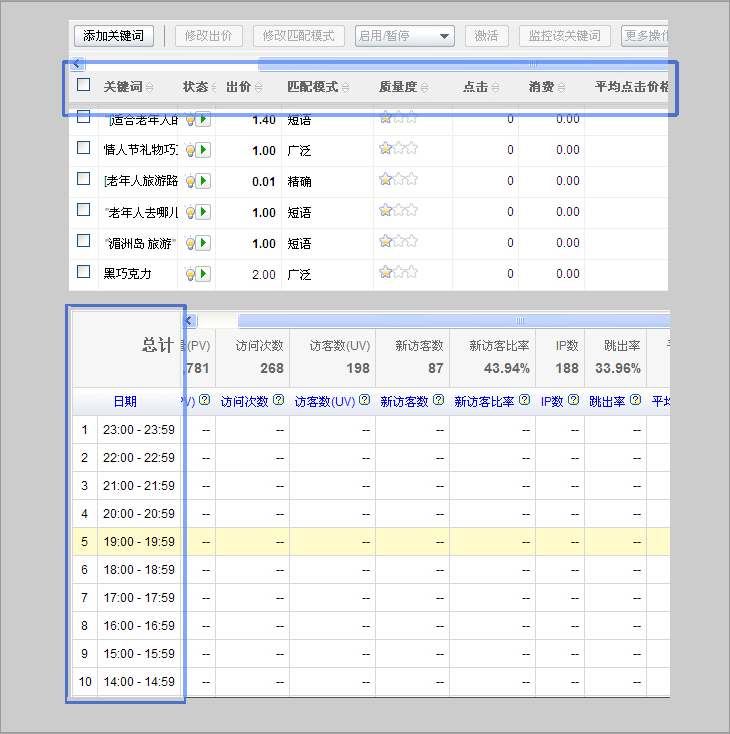 添加关键词 修改出价 修改匹配模式 启用/暂停 激活 监控该关键词 更多操作
关键词 状态 出价 匹配模式 质量度 点击 消费 平均点击价格
"[适合老年人的 1.40 短语 0 0.00
情人节礼物巧 1.00 广泛 0 0.00
[老年人旅游路 0.01 精确 0 0.00
"老年人去哪儿 1.00 短语 0 0.00
"湄洲岛 旅游" 1.00 短语 0 0.00
黑巧克力 2.00 广泛 0 0.00
总计 (PV) 访问次数 访客数(UV) 新访客数 新访客比率 IP数 跳出率
,781 268 198 87 43.94% 188 33.96%
日期 PV) 访问次数 访客数(UV) 新访客数 新访客比率 IP数 跳出率 平均
1 23:00 - 23:59 -- -- -- -- -- -- --
2 22:00 - 22:59 -- -- -- -- -- -- --
3 21:00 - 21:59 -- -- -- -- -- -- --
4 20:00 - 20:59 -- -- -- -- -- -- --
5 19:00 - 19:59 -- -- -- -- -- -- --
6 18:00 - 18:59 -- -- -- -- -- -- --
7 17:00 - 17:59 -- -- -- -- -- -- --
8 16:00 - 16:59 -- -- -- -- -- -- --
9 15:00 - 15:59 -- -- -- -- -- -- --
10 14:00 - 14:59 -- -- -- -- -- -- --